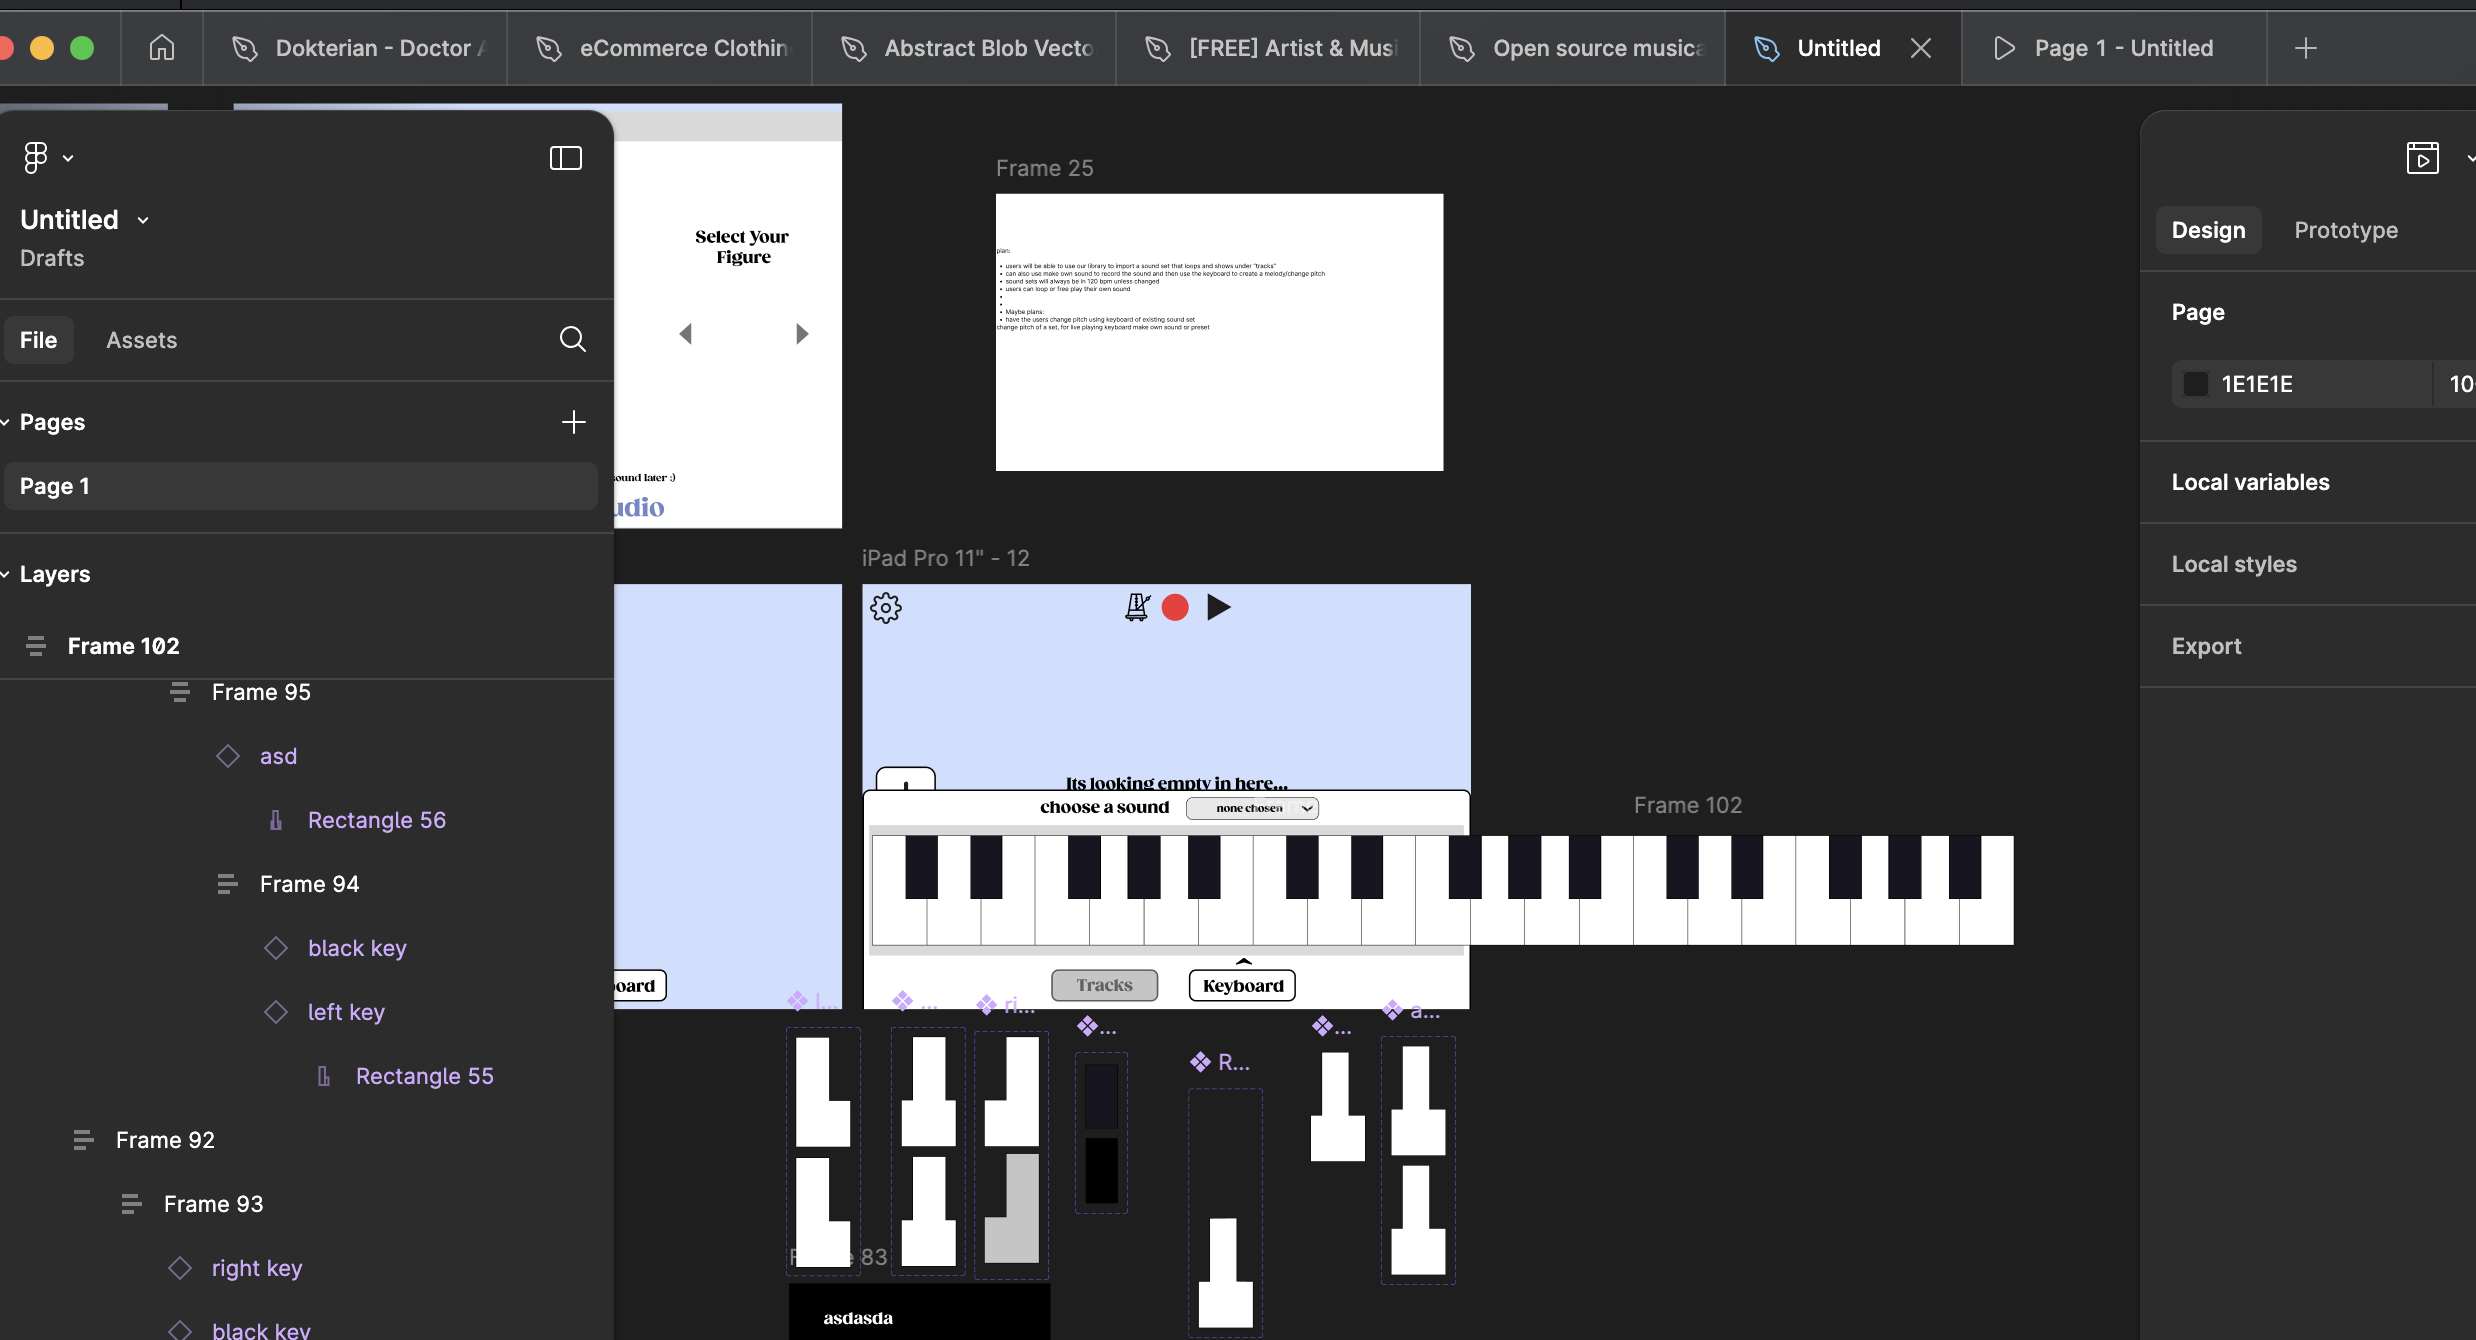 Dokterian - Doctor A
eCommerce Clothin
Abstract Blob Vecto
[FREE] Artist & Musi
Open source musica
Untitled
Page 1 - Untitled
Untitled
Drafts
File
Assets
Pages
Page 1
Layers
Frame 102
Frame 95
asd
Rectangle 56
Frame 94
black key
left key
Rectangle 55
Frame 92
Frame 93
right key
black key
Select Your
Figure
ound later :)
udio
oard
Frame 25
plan:
• users will be able to use our library to import a sound set that loops and shows under "tracks"
• can also use make own sound to record the sound and then use the keyboard to create a melody/change pitch
• sound sets will always be in 120 bpm unless changed
• users can loop or free play their own sound
•
•
• Maybe plans:
• have the users change pitch using keyboard of existing sound set
change pitch of a set, for live playing keyboard make own sound or preset
iPad Pro 11" - 12
Its looking empty in here...
choose a sound
none chosen
Frame 102
Tracks
Keyboard
l...
...
ri...
...
R...
...
a...
83
asdasda
Design
Prototype
Page
1E1E1E
10
Local variables
Local styles
Export